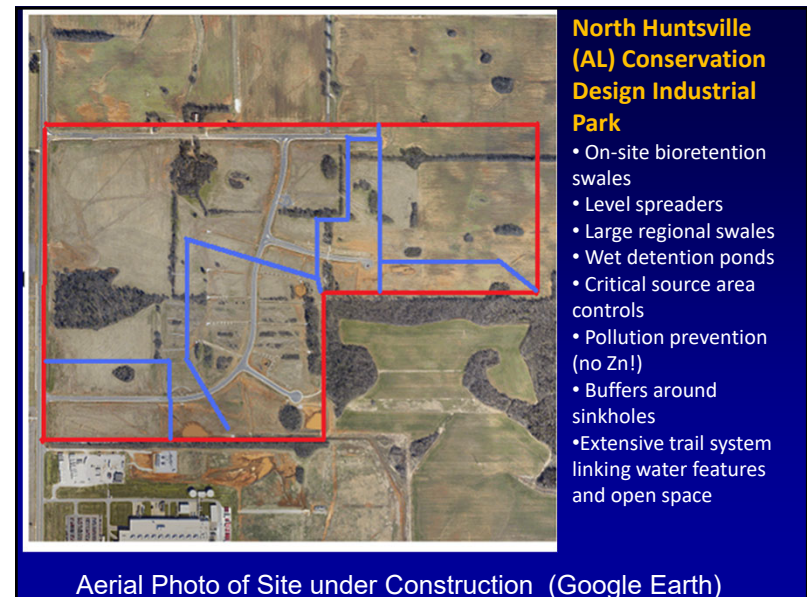 North Huntsville
(AL) Conservation
Design Industrial
Park
• On-site bioretention
swales
• Level spreaders
• Large regional swales
• Wet detention ponds
• Critical source area
controls
• Pollution prevention
(no Zn!)
• Buffers around
sinkholes
•Extensive trail system
linking water features
and open space
Aerial Photo of Site under Construction (Google Earth)